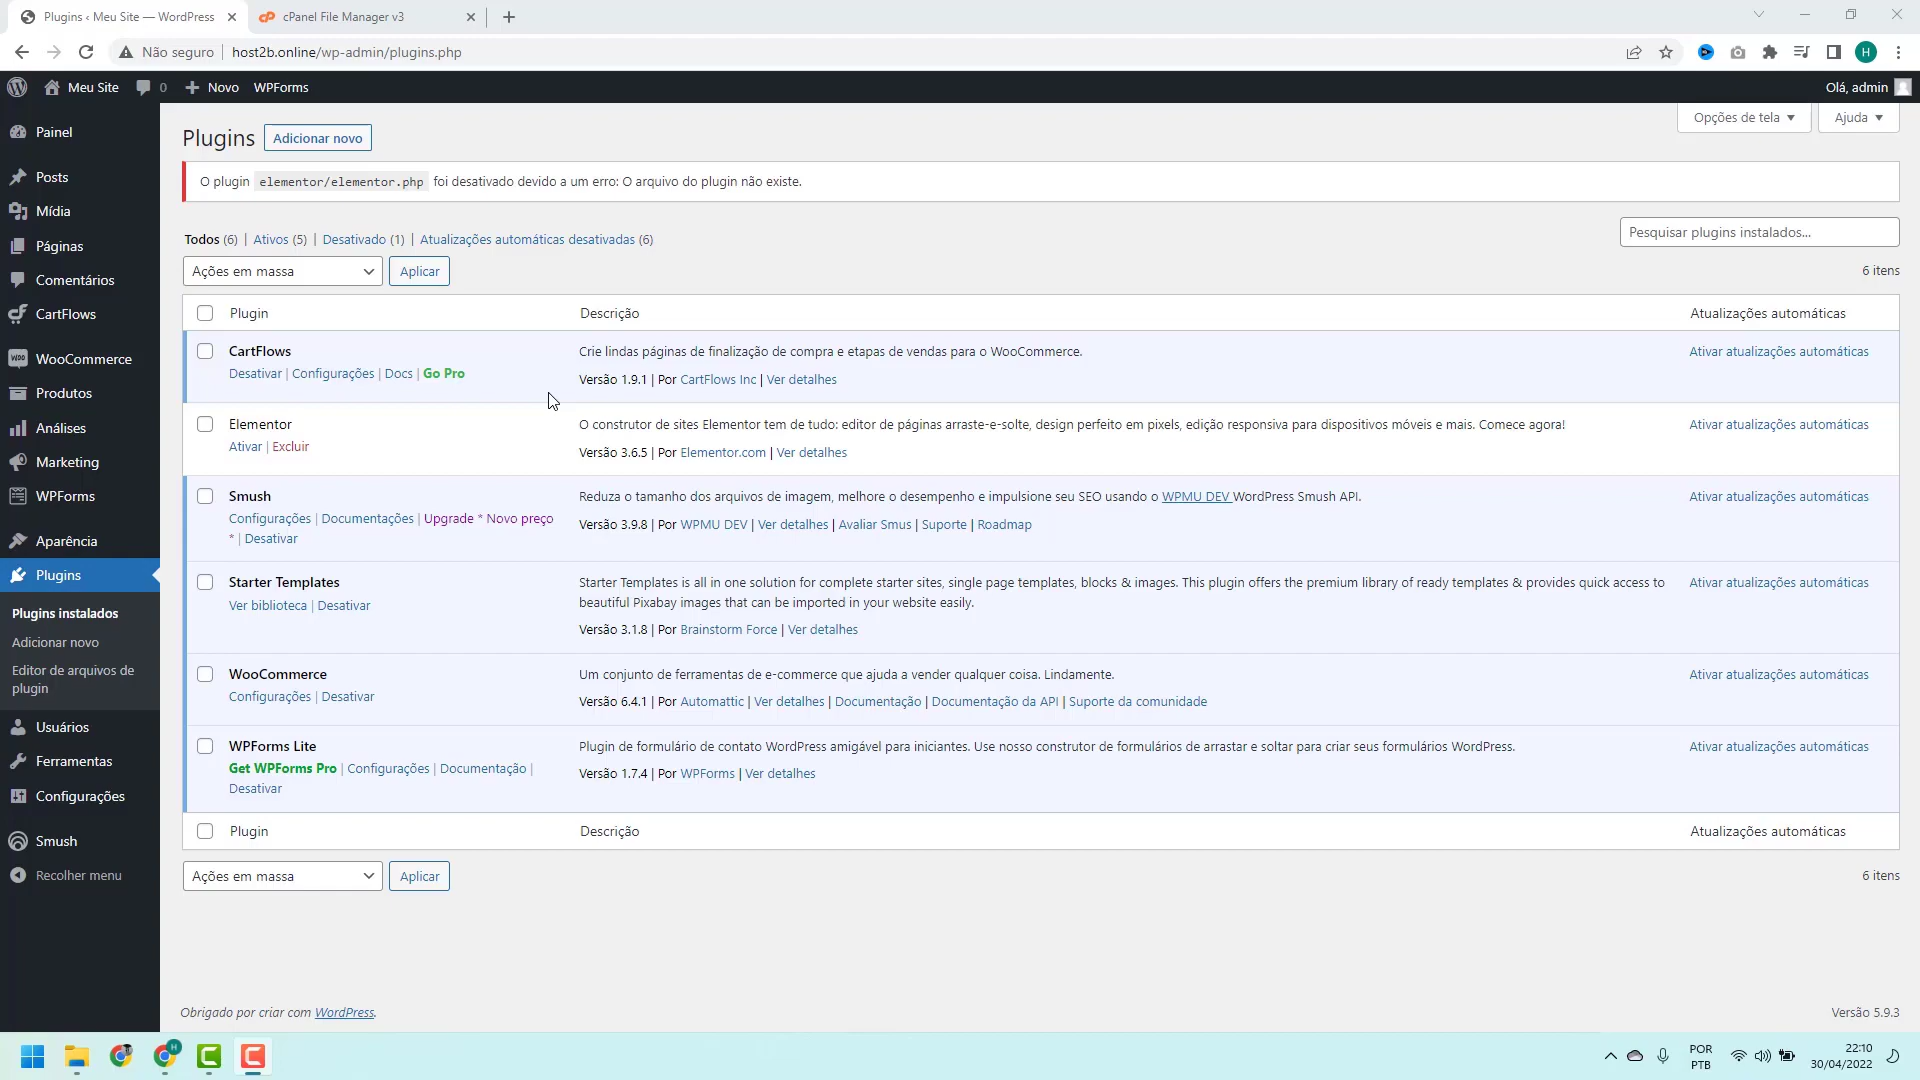 Plugins ‹ Meu Site — WordPress
cPanel File Manager v3
Não seguro
host2b.online/wp-admin/plugins.php
H
Meu Site
0
Novo
WPForms
Olá, admin
Painel
Posts
Mídia
Páginas
Comentários
CartFlows
WooCommerce
Produtos
Análises
Marketing
WPForms
Aparência
Plugins
Plugins instalados
Adicionar novo
Editor de arquivos de
plugin
Usuários
Ferramentas
Configurações
Smush
Recolher menu
Opções de tela
Ajuda
Plugins
Adicionar novo
O plugin elementor/elementor.php foi desativado devido a um erro: O arquivo do plugin não existe.
Todos (6) | Ativos (5) | Desativado (1) | Atualizações automáticas desativadas (6)
Pesquisar plugins instalados...
Ações em massa
Aplicar
6 itens
Plugin
Descrição
Atualizações automáticas
CartFlows
Desativar | Configurações | Docs | Go Pro
Crie lindas páginas de finalização de compra e etapas de vendas para o WooCommerce.
Versão 1.9.1 | Por CartFlows Inc | Ver detalhes
Ativar atualizações automáticas
Elementor
Ativar | Excluir
O construtor de sites Elementor tem de tudo: editor de páginas arraste-e-solte, design perfeito em pixels, edição responsiva para dispositivos móveis e mais. Comece agora!
Versão 3.6.5 | Por Elementor.com | Ver detalhes
Ativar atualizações automáticas
Smush
Configurações | Documentações | Upgrade * Novo preço
* | Desativar
Reduza o tamanho dos arquivos de imagem, melhore o desempenho e impulsione seu SEO usando o WPMU DEV WordPress Smush API.
Versão 3.9.8 | Por WPMU DEV | Ver detalhes | Avaliar Smus | Suporte | Roadmap
Ativar atualizações automáticas
Starter Templates
Ver biblioteca | Desativar
Starter Templates is all in one solution for complete starter sites, single page templates, blocks & images. This plugin offers the premium library of ready templates & provides quick access to
beautiful Pixabay images that can be imported in your website easily.
Versão 3.1.8 | Por Brainstorm Force | Ver detalhes
Ativar atualizações automáticas
WooCommerce
Configurações | Desativar
Um conjunto de ferramentas de e-commerce que ajuda a vender qualquer coisa. Lindamente.
Versão 6.4.1 | Por Automattic | Ver detalhes | Documentação | Documentação da API | Suporte da comunidade
Ativar atualizações automáticas
WPForms Lite
Get WPForms Pro | Configurações | Documentação |
Desativar
Plugin de formulário de contato WordPress amigável para iniciantes. Use nosso construtor de formulários de arrastar e soltar para criar seus formulários WordPress.
Versão 1.7.4 | Por WPForms | Ver detalhes
Ativar atualizações automáticas
Plugin
Descrição
Atualizações automáticas
Ações em massa
Aplicar
6 itens
Obrigado por criar com WordPress.
Versão 5.9.3
POR
PTB
22:10
30/04/2022